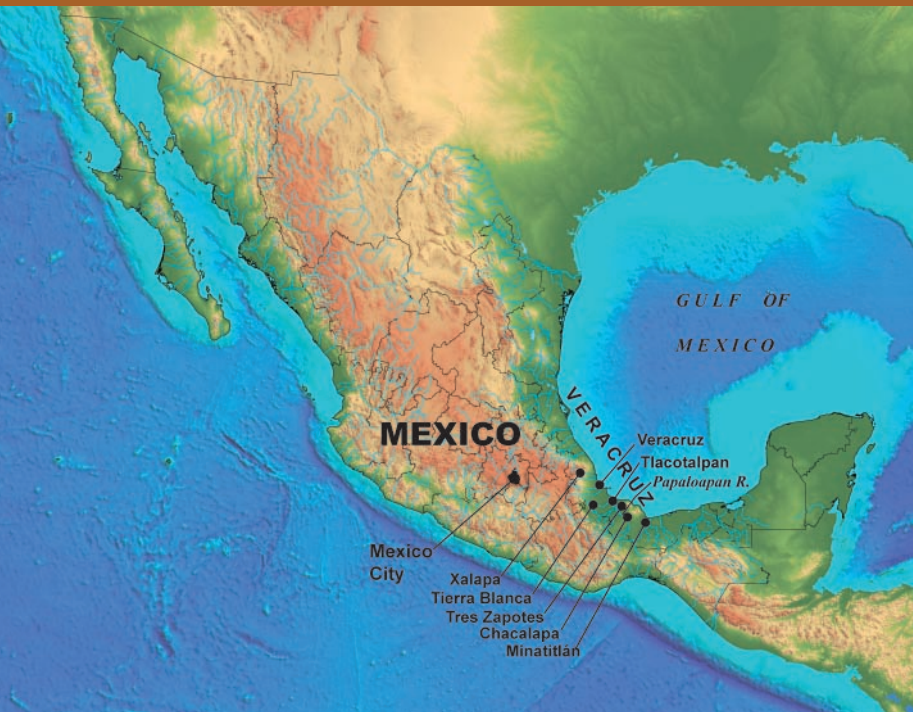 GULF OF
MEXICO
VERACRUZ
MEXICO
Veracruz
Tlacotalpan
Papaloapan R.
Mexico
City
Xalapa
Tierra Blanca
Tres Zapotes
Chacalapa
Minatitlán